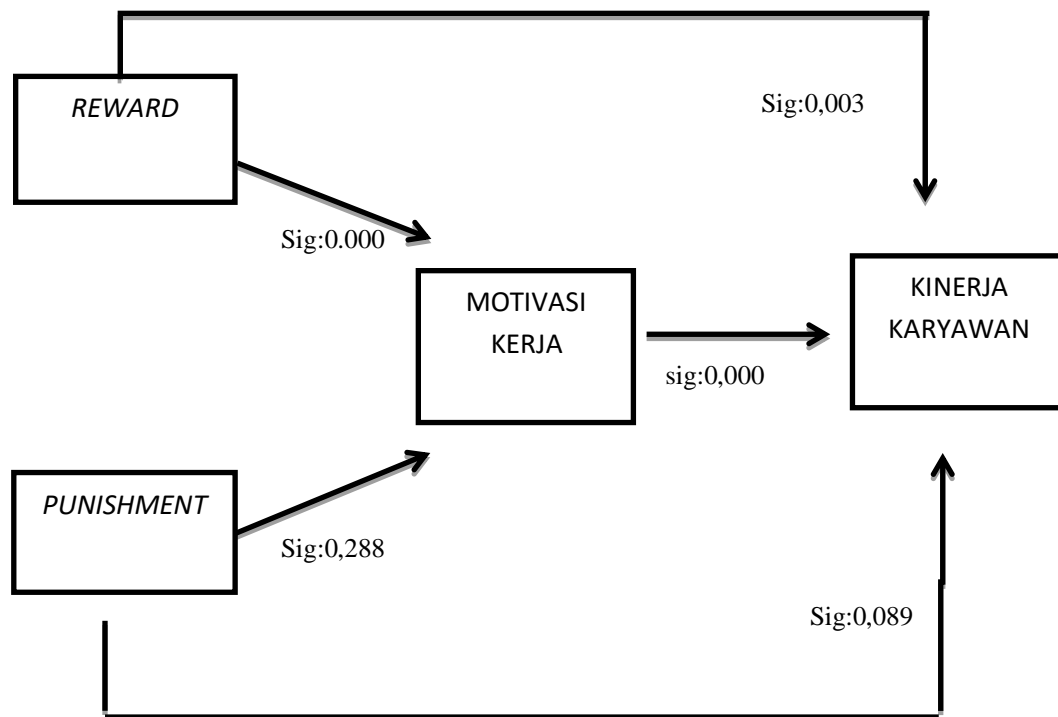 REWARD
Sig:0,003
Sig:0.000
MOTIVASI
KERJA
KINERJA
KARYAWAN
sig:0,000
PUNISHMENT
Sig:0,288
Sig:0,089